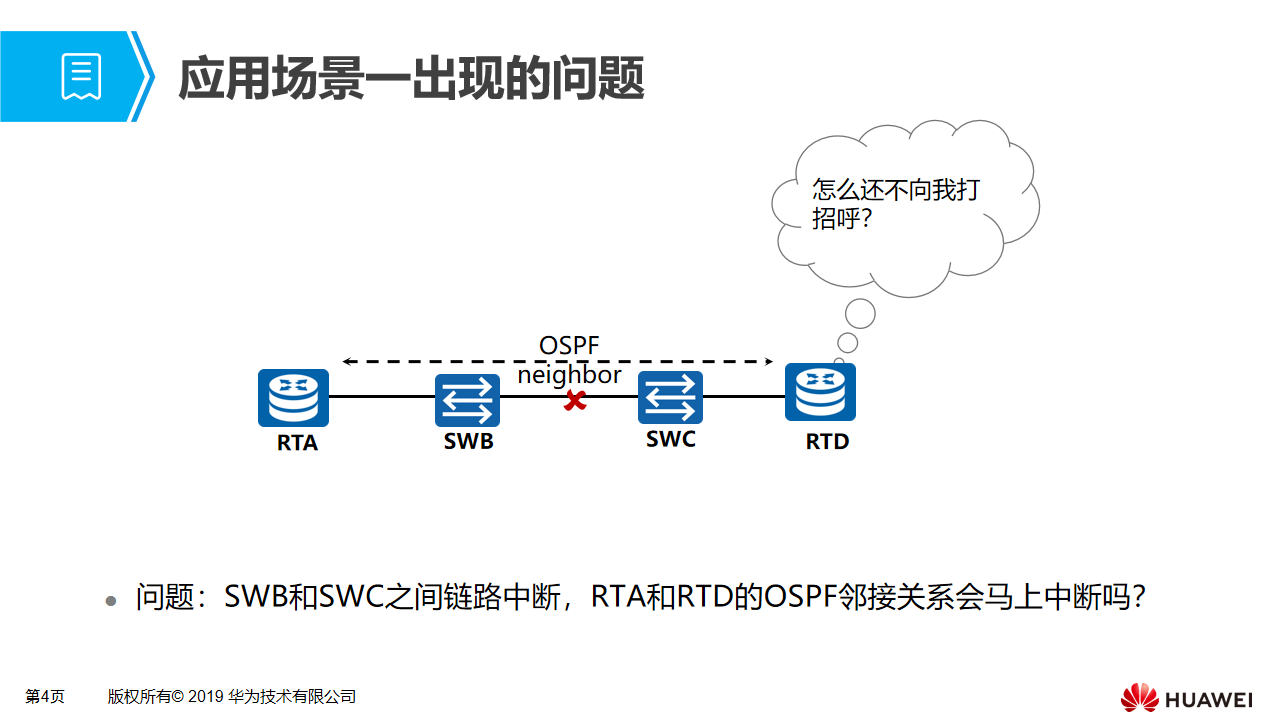 应用场景一出现的问题
怎么还不向我打
招呼?
OSPF
neighbor
RTA
SWB
SWC
RTD
问题：SWB和SWC之间链路中断，RTA和RTD的OSPF邻接关系会马上中断吗?
第4页
版权所有© 2019 华为技术有限公司
HUAWEI